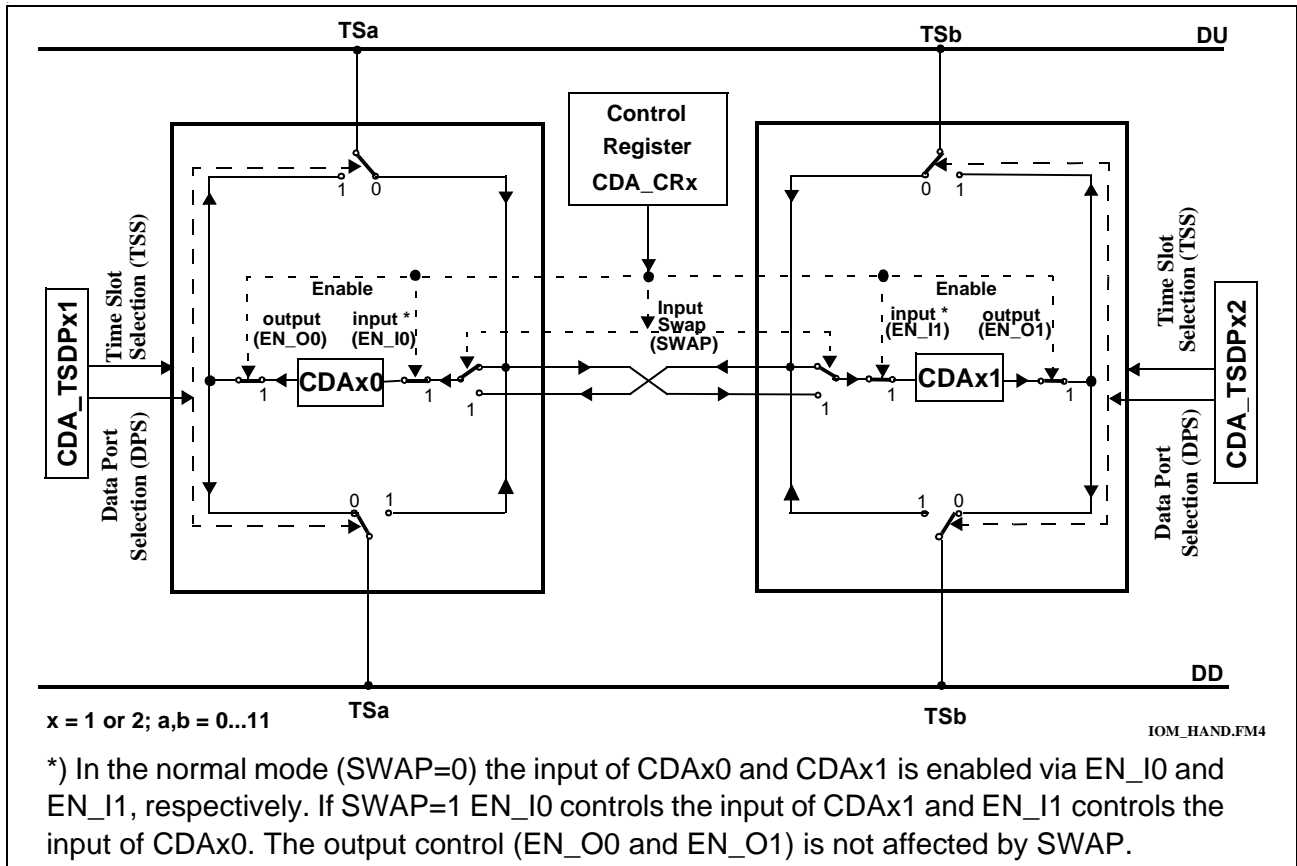 TSa
TSb
DU
Control
Register
CDA_CRx
1 0
0 1
CDA_TSDPx1
Time Slot
Selection (TSS)
Data Port
Selection (DPS)
Enable
output
(EN_O0)
input *
(EN_I0)
Input
Swap
(SWAP)
Enable
input *
(EN_I1)
output
(EN_O1)
Time Slot
Selection (TSS)
Data Port
Selection (DPS)
CDA_TSDPx2
1
CDAx0
1
1
1
1
CDAx1
1
0 1
1 0
DD
TSa
TSb
x = 1 or 2; a,b = 0...11
IOM_HAND.FM4
*) In the normal mode (SWAP=0) the input of CDAx0 and CDAx1 is enabled via EN_I0 and
EN_I1, respectively. If SWAP=1 EN_I0 controls the input of CDAx1 and EN_I1 controls the
input of CDAx0. The output control (EN_O0 and EN_O1) is not affected by SWAP.